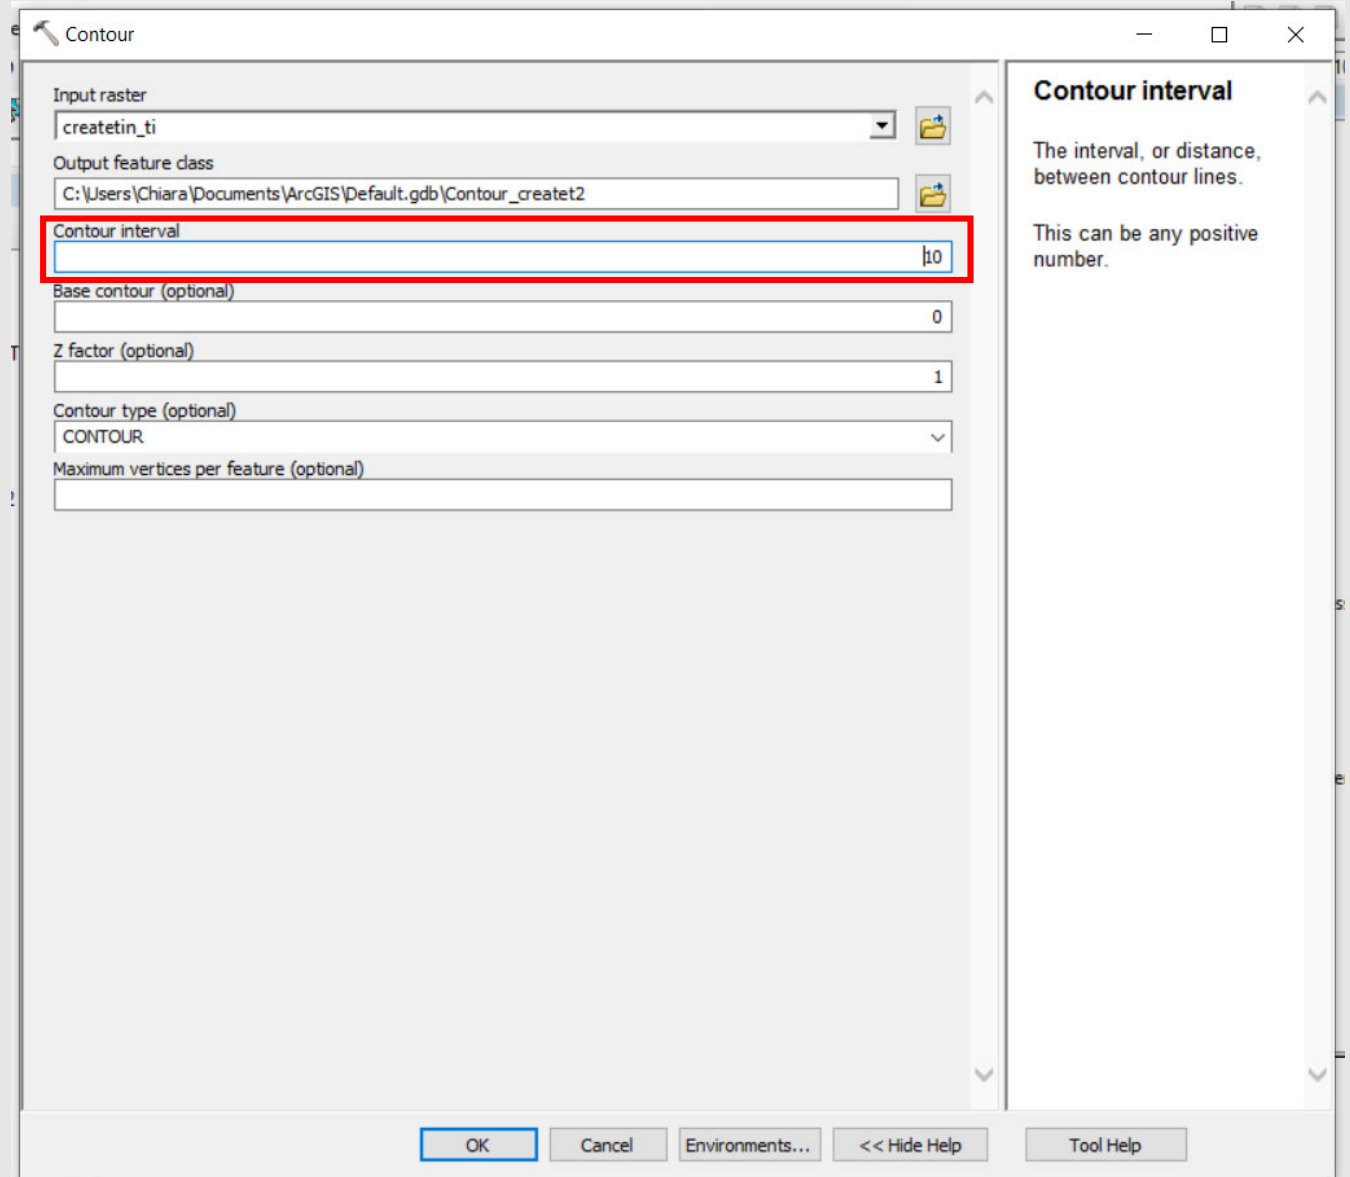 Contour
Input raster
createtin_ti
Output feature class
C:\Users\Chiara\Documents\ArcGIS\Default.gdb\Contour_createt2
Contour interval
10
Base contour (optional)
0
Z factor (optional)
1
Contour type (optional)
CONTOUR
Maximum vertices per feature (optional)
Contour interval
The interval, or distance,
between contour lines.
This can be any positive
number.
OK
Cancel
Environments...
<< Hide Help
Tool Help